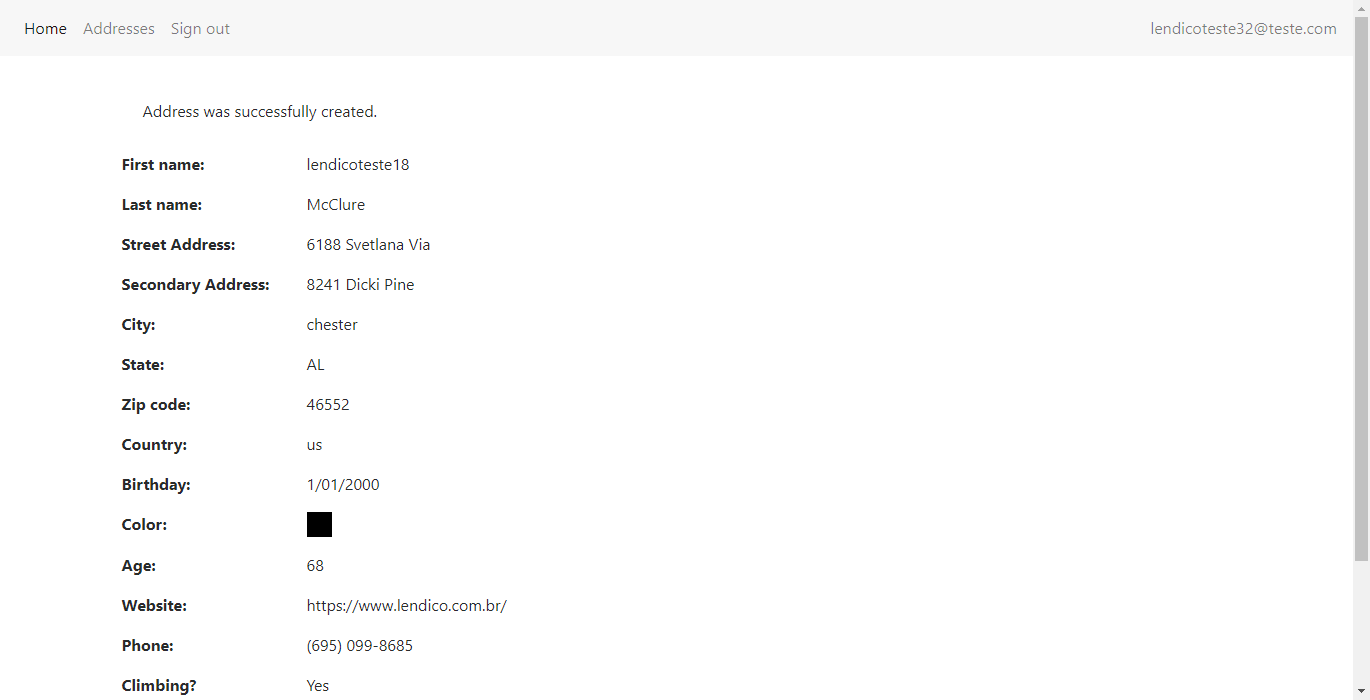 Home Addresses Sign out lendicoteste32@teste.com
Address was successfully created.
First name: lendicoteste18
Last name: McClure
Street Address: 6188 Svetlana Via
Secondary Address: 8241 Dicki Pine
City: chester
State: AL
Zip code: 46552
Country: us
Birthday: 1/01/2000
Color:
Age: 68
Website: https://www.lendico.com.br/
Phone: (695) 099-8685
Climbing? Yes